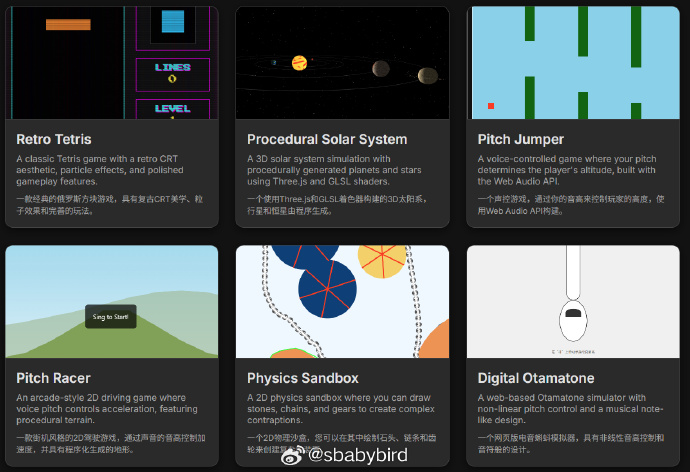 LINES
0
LEVEL
Retro Tetris
A classic Tetris game with a retro CRT
aesthetic, particle effects, and polished
gameplay features.
一款经典的俄罗斯方块游戏，具有复古CRT美学、粒
子效果和完善的玩法。
Procedural Solar System
A 3D solar system simulation with
procedurally generated planets and stars
using Three.js and GLSL shaders.
一个使用Three.js和GLSL着色器构建的3D太阳系，
行星和恒星由程序生成。
Pitch Jumper
A voice-controlled game where your pitch
determines the player's altitude, built with
the Web Audio API.
一个声控游戏，通过你的音高来控制玩家的高度，使
用Web Audio API构建。
Sing to Start!
Pitch Racer
An arcade-style 2D driving game where
voice pitch controls acceleration, featuring
procedural terrain.
一款街机风格的2D驾驶游戏，通过声音的音高控制加
速度，并具有程序化生成的地形。
Physics Sandbox
A 2D physics sandbox where you can draw
stones, chains, and gears to create complex
contraptions.
一个2D物理沙盒，您可以在其中绘制石头、链条和齿
轮来创建复杂
Digital Otamatone
A web-based Otamatone simulator with
non-linear pitch control and a musical note-
like design.
一个网页版电音蝌蚪模拟器，具有非线性音高控制和
音符般的设计。
@sbabybird